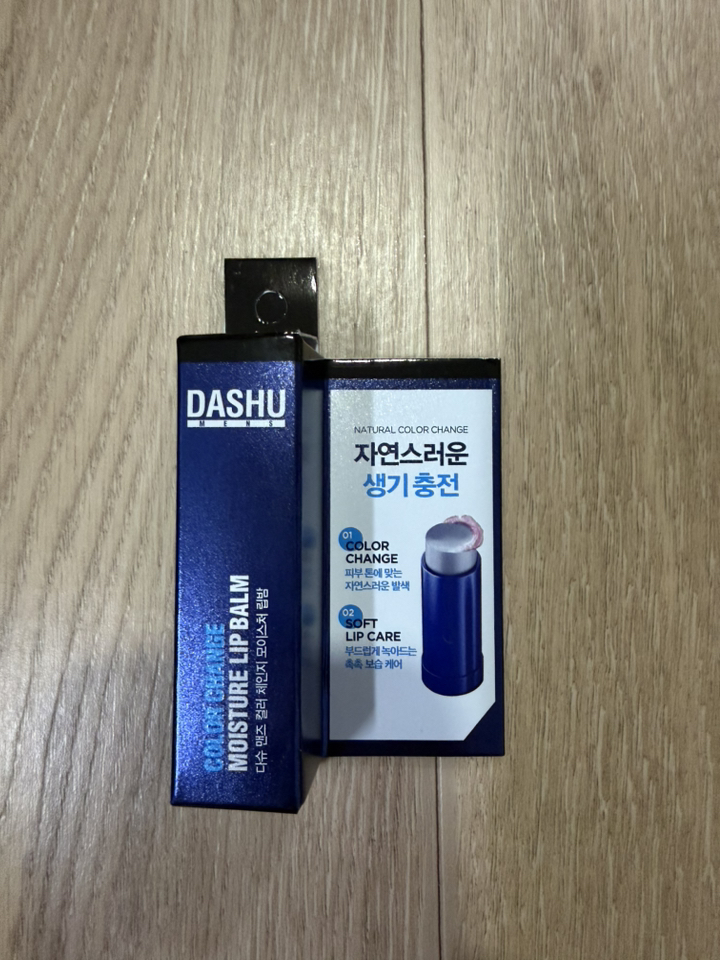 DASHU
MENS
COLOR CHANGE
MOISTURE LIP BALM
다슈 맨즈 컬러 체인지 모이스처 립밤
NATURAL COLOR CHANGE
자연스러운
생기 충전
01
COLOR
CHANGE
피부 톤에 맞는
자연스러운 발색
02
SOFT
LIP CARE
부드럽게 녹아드는
촉촉 보습 케어